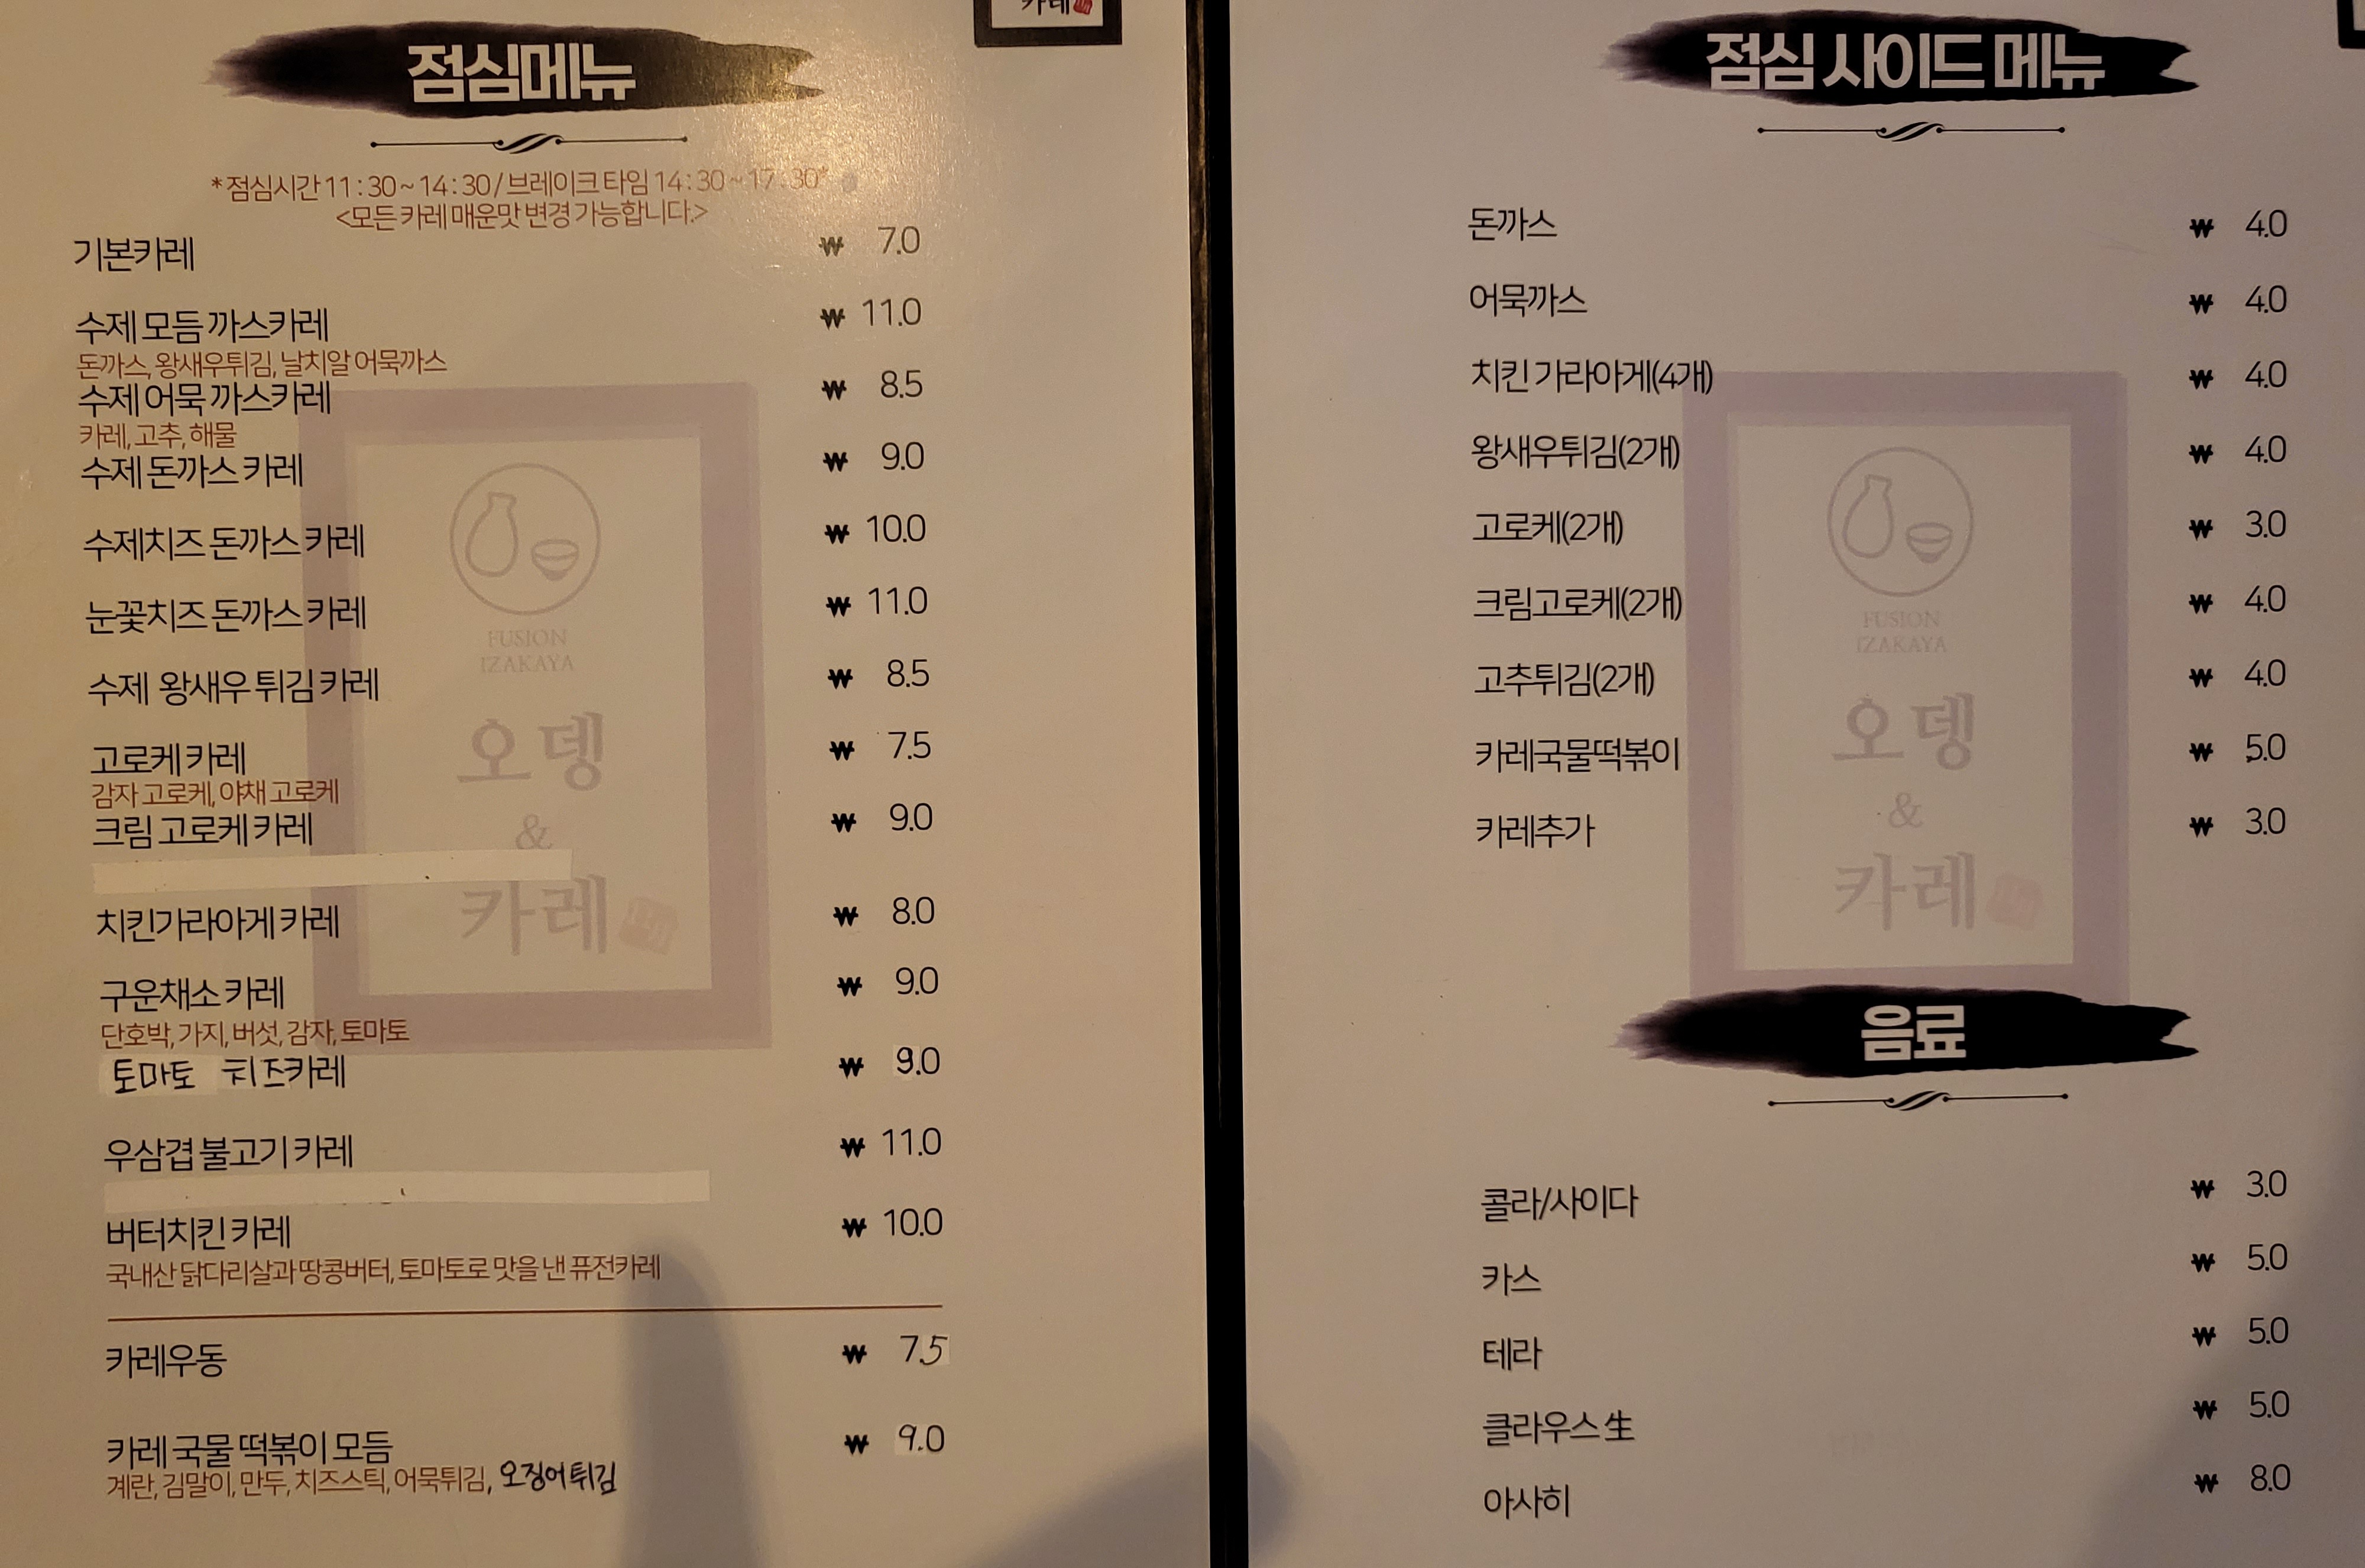 카레
점심메뉴
*점심시간 11:30~14:30/브레이크 타임 14:30~17:30*
<모든 카레 매운맛 변경 가능합니다.>
기본카레 ₩ 7.0
수제 모듬 까스카레 ₩ 11.0
돈까스, 왕새우튀김, 날치알 어묵까스
수제 어묵 까스카레 ₩ 8.5
카레, 고추, 해물
수제 돈까스 카레 ₩ 9.0
수제치즈 돈까스 카레 ₩ 10.0
눈꽃치즈 돈까스 카레 ₩ 11.0
수제 왕새우 튀김 카레 ₩ 8.5
고로케 카레 ₩ 7.5
감자 고로케, 야채 고로케
크림 고로케 카레 ₩ 9.0
치킨가라아게 카레 ₩ 8.0
구운채소 카레 ₩ 9.0
단호박, 가지, 버섯, 감자, 토마토
토마토 치즈카레 ₩ 9.0
우삼겹 불고기 카레 ₩ 11.0
버터치킨 카레 ₩ 10.0
국내산 닭다리살과 땅콩버터, 토마토로 맛을 낸 퓨전카레
카레우동 ₩ 7.5
카레 국물 떡볶이 모듬 ₩ 9.0
계란, 김말이, 만두, 치즈스틱, 어묵튀김, 오징어튀김
FUSION
IZAKAYA
오뎅
&
카레
점심 사이드 메뉴
돈까스 ₩ 4.0
어묵까스 ₩ 4.0
치킨 가라아게(4개) ₩ 4.0
왕새우튀김(2개) ₩ 4.0
고로케(2개) ₩ 3.0
크림고로케(2개) ₩ 4.0
고추튀김(2개) ₩ 4.0
카레국물떡볶이 ₩ 5.0
카레추가 ₩ 3.0
FUSION
IZAKAYA
오뎅
&
카레
음료
콜라/사이다 ₩ 3.0
카스 ₩ 5.0
테라 ₩ 5.0
클라우스 生 ₩ 5.0
아사히 ₩ 8.0